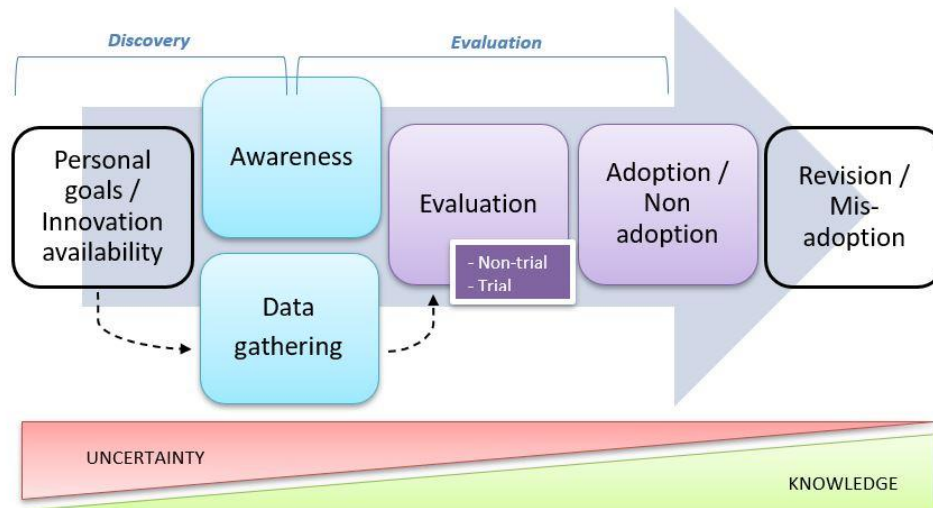 Discovery
Evaluation
Personal
goals /
Innovation
availability
Awareness
Data
gathering
Evaluation
- Non-trial
- Trial
Adoption /
Non
adoption
Revision /
Mis-
adoption
UNCERTAINTY
KNOWLEDGE